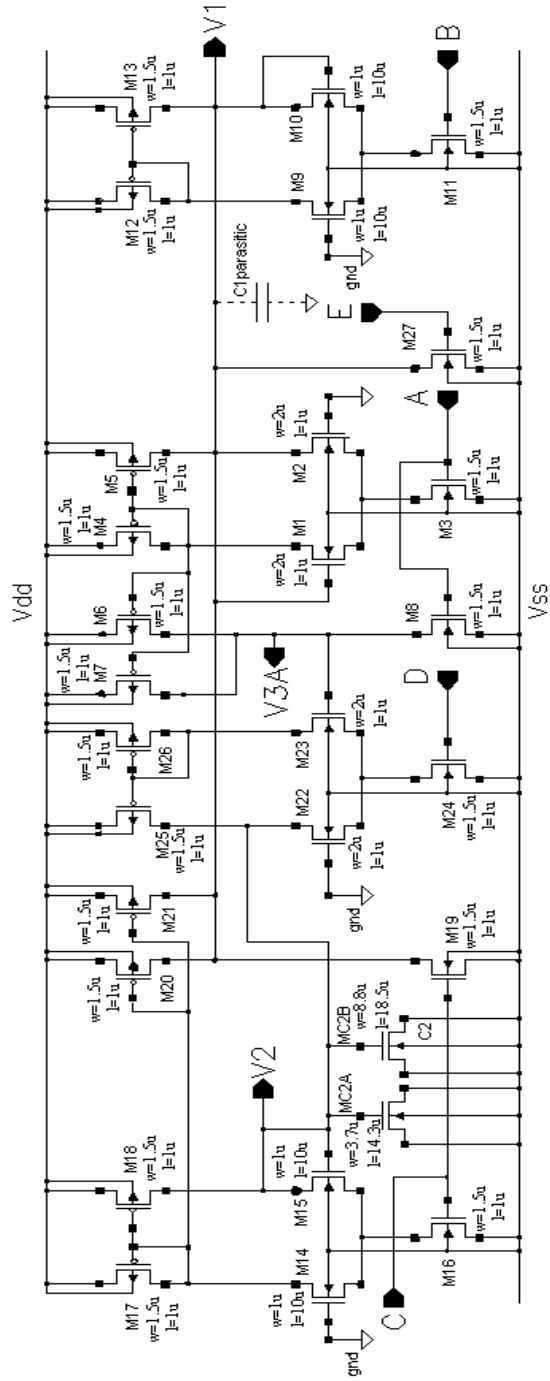 Vdd
M17
w=1.5u
l=1u
M18
w=1.5u
l=1u
w=1.5u
l=1u
M20
w=1.5u
l=1u
M21
M25
w=1.5u
l=1u
w=1.5u
l=1u
M26
w=1.5u
l=1u
M7
M6
w=1.5u
l=1u
w=1.5u
l=1u
M4
M5
w=1.5u
l=1u
M12
w=1.5u
l=1u
M13
w=1.5u
l=1u
V1
V2
V3A
w=1u
l=10u
M14
w=1u
l=10u
M15
gnd
MC2A
w=3.7u
l=14.3u
MC2B
w=8.8u
l=18.5u
C2
M22
w=2u
l=1u
gnd
M23
w=2u
l=1u
w=2u
l=1u
M1
w=2u
l=1u
M2
C1parasitic
M9
w=1u
l=10u
gnd
M10
w=1u
l=10u
C
M16
w=1.5u
l=1u
M19
w=1.5u
l=1u
M24
w=1.5u
l=1u
D
M8
w=1.5u
l=1u
M3
w=1.5u
l=1u
A
E
M27
w=1.5u
l=1u
M11
w=1.5u
l=1u
B
Vss